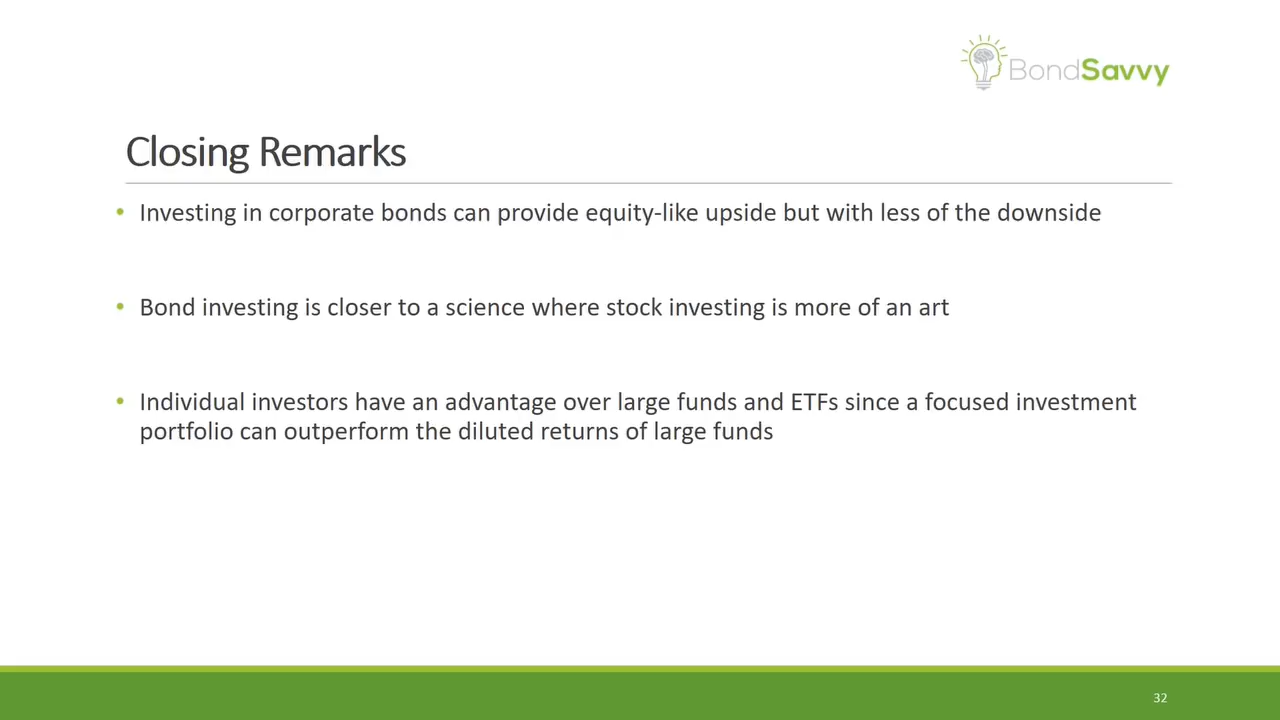 BondSavvy
Closing Remarks
• Investing in corporate bonds can provide equity-like upside but with less of the downside
• Bond investing is closer to a science where stock investing is more of an art
• Individual investors have an advantage over large funds and ETFs since a focused investment
portfolio can outperform the diluted returns of large funds
32